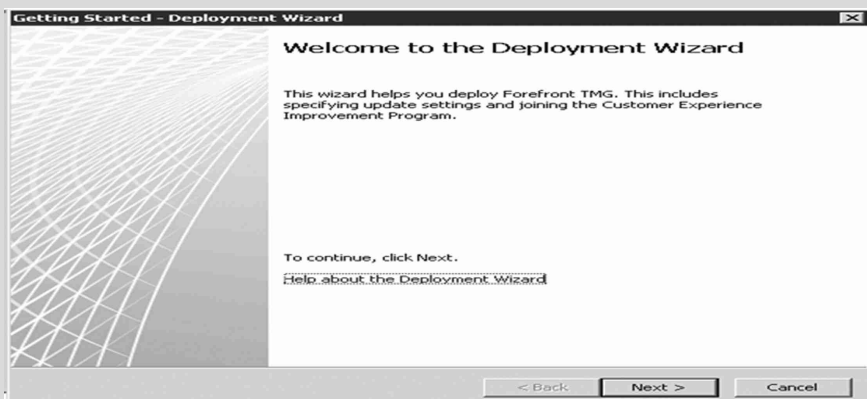 Getting Started - Deployment Wizard
Welcome to the Deployment Wizard
This wizard helps you deploy Forefront TMG. This includes
specifying update settings and joining the Customer Experience
Improvement Program.
To continue, click Next.
Help about the Deployment Wizard
< Back Next > Cancel